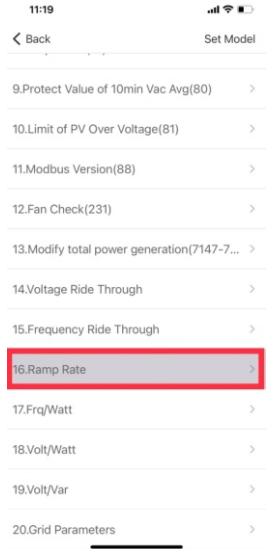 11:19
Back
Set Model
9.Protect Value of 10min Vac Avg(80)
10.Limit of PV Over Voltage(81)
11.Modbus Version(88)
12.Fan Check(231)
13.Modify total power generation(7147-7...
14.Voltage Ride Through
15.Frequency Ride Through
16.Ramp Rate
17.Frq/Watt
18.Volt/Watt
19.Volt/Var
20.Grid Parameters